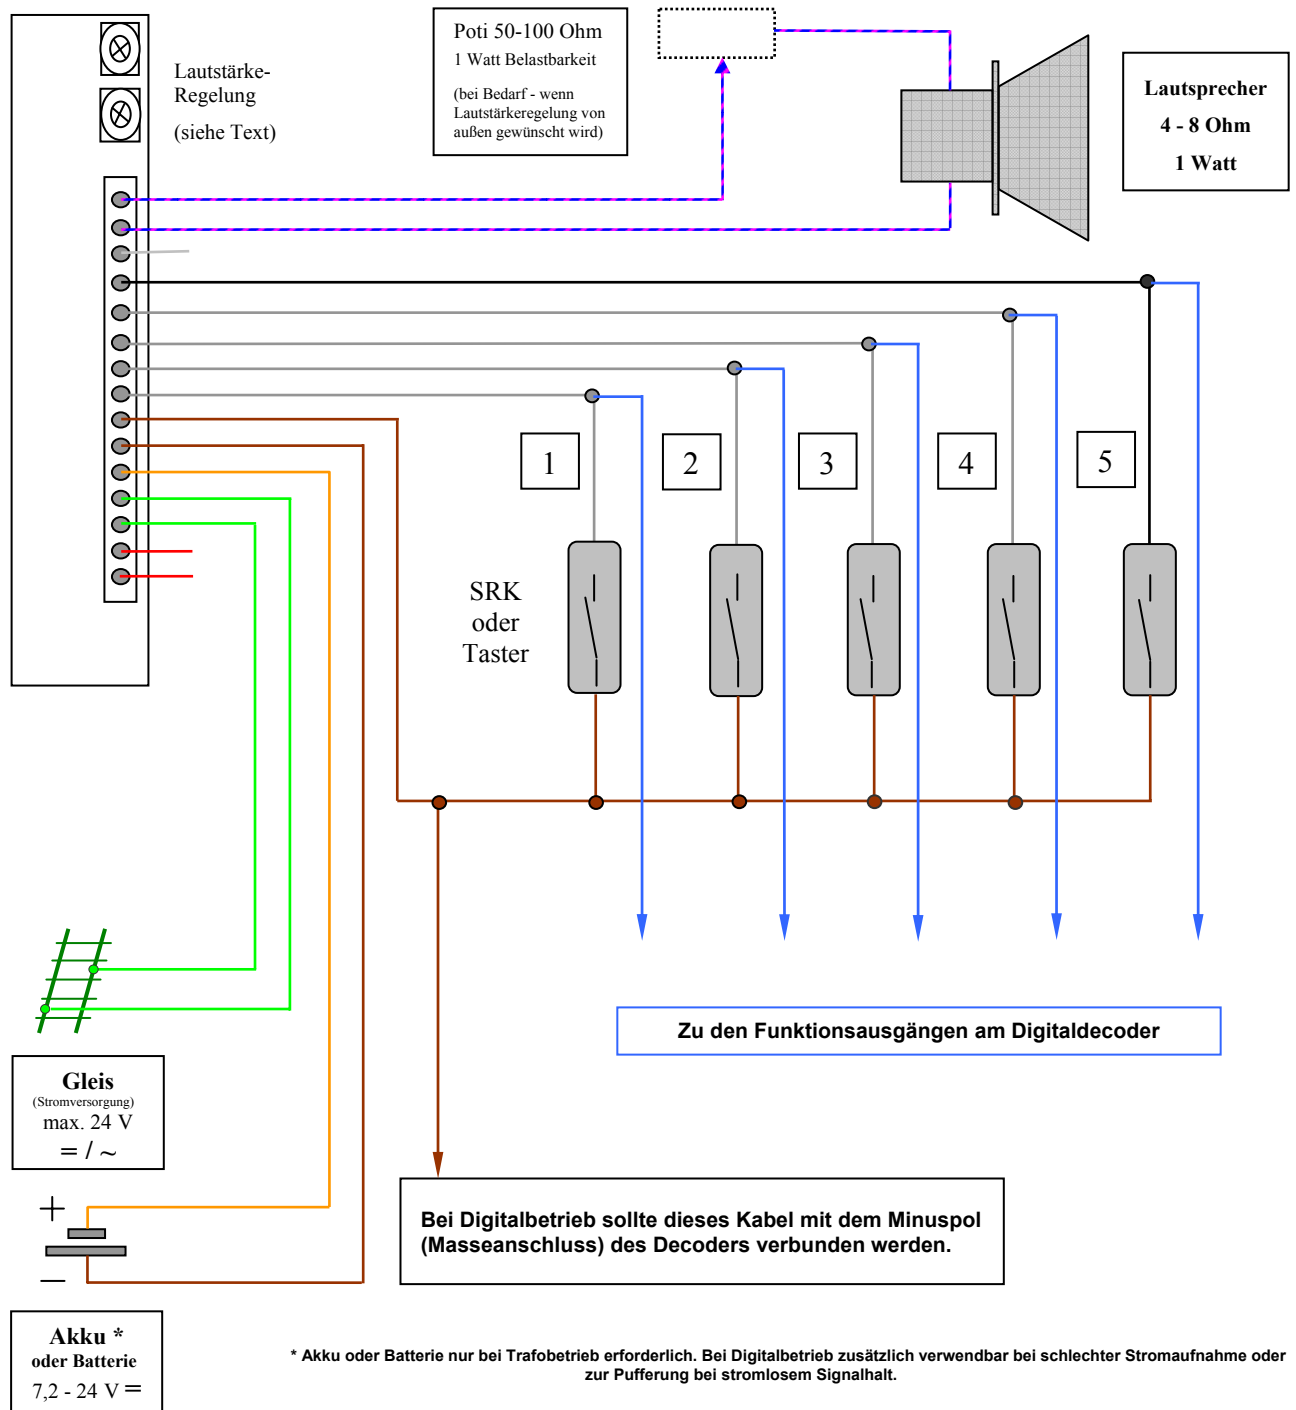 Lautstärke-
Regelung
(siehe Text)
Poti 50-100 Ohm
1 Watt Belastbarkeit
(bei Bedarf - wenn
Lautstärkeregelung von
außen gewünscht wird)
Lautsprecher
4 - 8 Ohm
1 Watt
1
2
3
4
5
SRK
oder
Taster
Zu den Funktionsausgängen am Digitaldecoder
Gleis
(Stromversorgung)
max. 24 V
= / ~
+
−
Bei Digitalbetrieb sollte dieses Kabel mit dem Minuspol
(Masseanschluss) des Decoders verbunden werden.
Akku *
oder Batterie
7,2 - 24 V =
* Akku oder Batterie nur bei Trafobetrieb erforderlich. Bei Digitalbetrieb zusätzlich verwendbar bei schlechter Stromaufnahme oder
zur Pufferung bei stromlosem Signalhalt.